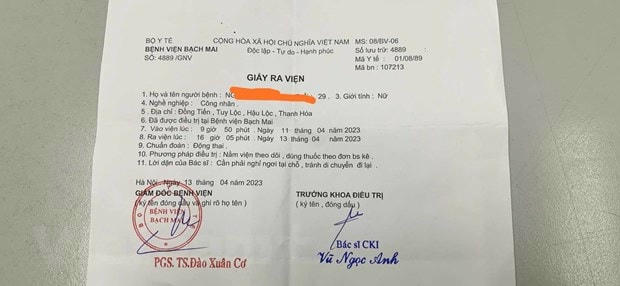 BỘ Y TẾ CỘNG HÒA XÃ HỘI CHỦ NGHĨA VIỆT NAM MS: 08/BV-06
BỆNH VIỆN BẠCH MAI Độc lập - Tự do - Hạnh phúc Số lưu trữ: 4889
SỐ: 4889 /GNV Mã Y tế : 01/08/89
Mã bn : 107213
GIẤY RA VIỆN
1. Họ và tên người bệnh : 29 . 3. Giới tính : Nữ
4. Nghề nghiệp : Công nhân .
5 . Địa chỉ : Đồng Tiến , Tuy Lộc , Hậu Lộc , Thanh Hóa
6 . Đã được điều trị tại Bệnh viện Bạch Mai
7. Vào viện lúc : 9 giờ 50 phút . Ngày 11 tháng 04 năm 2023
8 . Ra viện lúc : 16 giờ 05 phút . Ngày 13 tháng 04 năm 2023
9 . Chuẩn đoán : Động thai .
10 . Phương pháp điều trị : Nằm viện theo dõi , dùng thuốc theo đơn bs kê .
11. Lời dặn của Bác sĩ : Cần phải nghỉ ngơi tại chỗ , tránh di chuyển đi lại .
Hà Nội, Ngày 13 tháng 04 năm 2023
GIÁM ĐỐC BỆNH VIỆN TRƯỞNG KHOA ĐIỀU TRỊ
(ký tên đóng dấu và ghi rõ họ tên ) ( ký tên , đóng dấu )
BỆNH VIỆN
BẠCH MAI
Bác sĩ CKI
PGS. TS.Đào Xuân Cơ Vũ Ngọc Anh